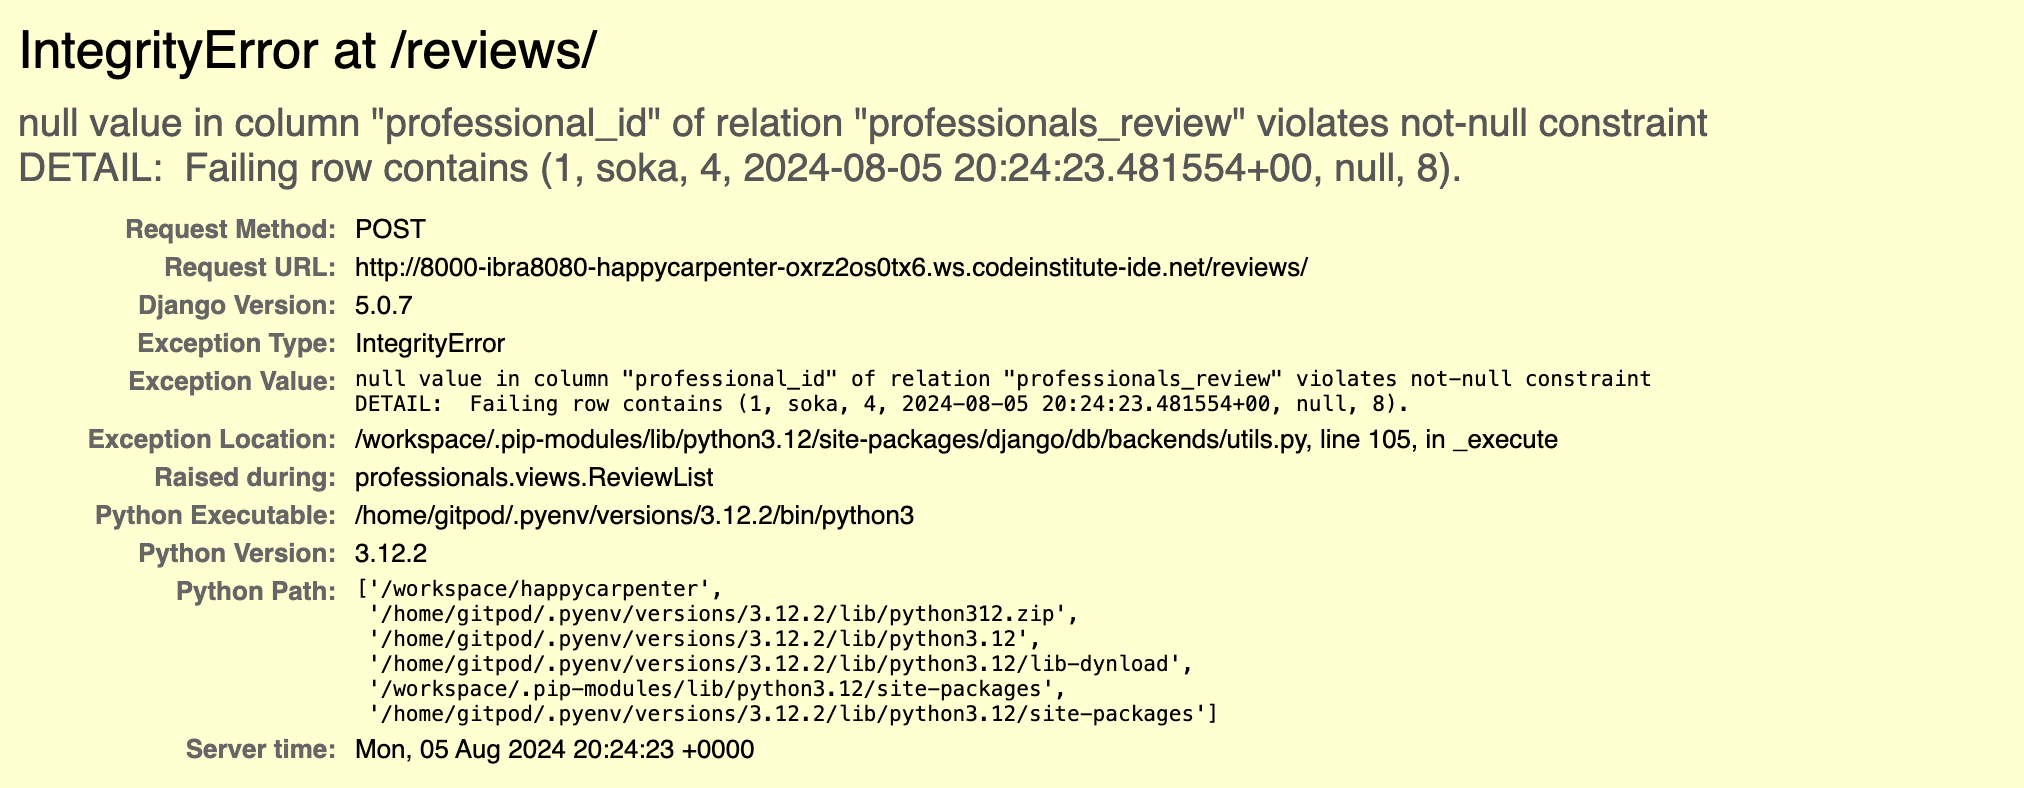 IntegrityError at /reviews/
null value in column "professional_id" of relation "professionals_review" violates not-null constraint
DETAIL:  Failing row contains (1, soka, 4, 2024-08-05 20:24:23.481554+00, null, 8).
Request Method: POST
Request URL: http://8000-ibra8080-happycarpenter-oxrz2os0tx6.ws.codeinstitute-ide.net/reviews/
Django Version: 5.0.7
Exception Type: IntegrityError
Exception Value: null value in column "professional_id" of relation "professionals_review" violates not-null constraint
DETAIL:  Failing row contains (1, soka, 4, 2024-08-05 20:24:23.481554+00, null, 8).
Exception Location: /workspace/.pip-modules/lib/python3.12/site-packages/django/db/backends/utils.py, line 105, in _execute
Raised during: professionals.views.ReviewList
Python Executable: /home/gitpod/.pyenv/versions/3.12.2/bin/python3
Python Version: 3.12.2
Python Path: ['/workspace/happycarpenter',
'/home/gitpod/.pyenv/versions/3.12.2/lib/python312.zip',
'/home/gitpod/.pyenv/versions/3.12.2/lib/python3.12',
'/home/gitpod/.pyenv/versions/3.12.2/lib/python3.12/lib-dynload',
'/workspace/.pip-modules/lib/python3.12/site-packages',
'/home/gitpod/.pyenv/versions/3.12.2/lib/python3.12/site-packages']
Server time: Mon, 05 Aug 2024 20:24:23 +0000